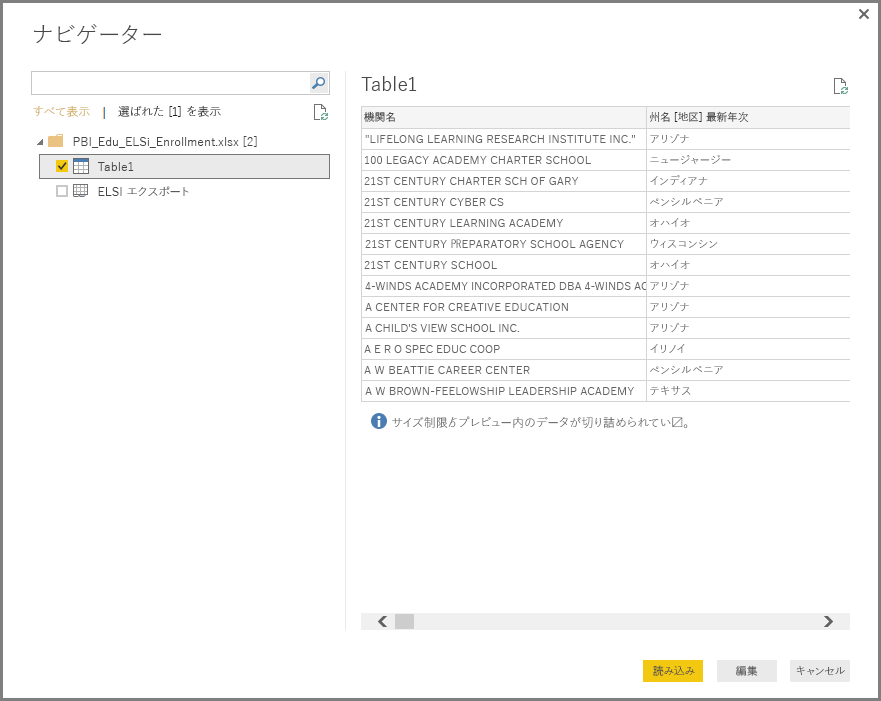 ナビゲーター
すべて表示 | 選ばれた [1] を表示
PBI_Edu_ELSi_Enrollment.xlsx [2]
Table1
ELSI エクスポート
Table1
機関名 州名 [地区] 最新年次
"LIFELONG LEARNING RESEARCH INSTITUTE INC." アリゾナ
100 LEGACY ACADEMY CHARTER SCHOOL ニュージャージー
21ST CENTURY CHARTER SCH OF GARY インディアナ
21ST CENTURY CYBER CS ペンシルベニア
21ST CENTURY LEARNING ACADEMY オハイオ
21ST CENTURY PREPARATORY SCHOOL AGENCY ウィスコンシン
21ST CENTURY SCHOOL オハイオ
4-WINDS ACADEMY INCORPORATED DBA 4-WINDS AC アリゾナ
A CENTER FOR CREATIVE EDUCATION アリゾナ
A CHILD'S VIEW SCHOOL INC. アリゾナ
A E R O SPEC EDUC COOP イリノイ
A W BEATTIE CAREER CENTER ペンシルベニア
A W BROWN-FEELOWSHIP LEADERSHIP ACADEMY テキサス
サイズ制限プレビュー内のデータが切り詰められてい。
読み込み 編集 キャンセル